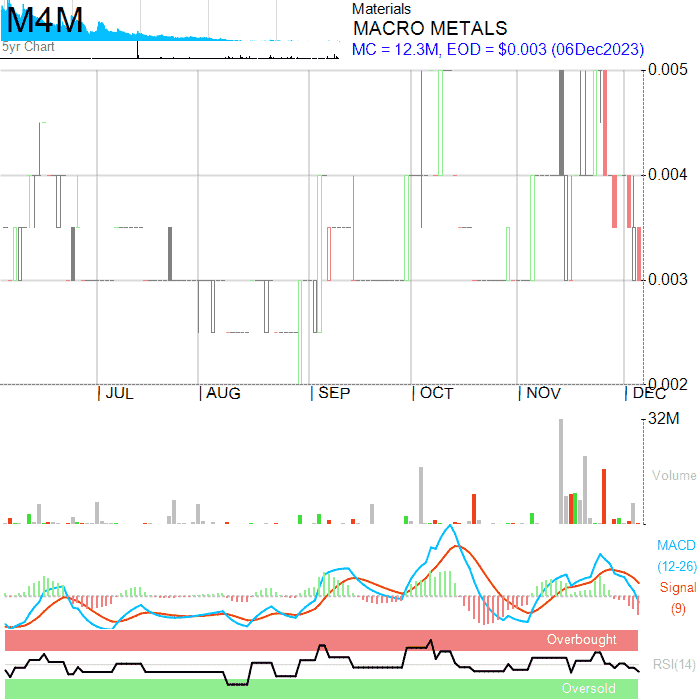 M4M
5yr Chart
Materials
MACRO METALS
MC = 12.3M, EOD = $0.003 (06Dec2023)
0.005
0.004
0.003
0.002
JUL AUG SEP OCT NOV DEC
32M
Volume
MACD
(12-26)
Signal
(9)
Overbought
RSI(14)
Oversold